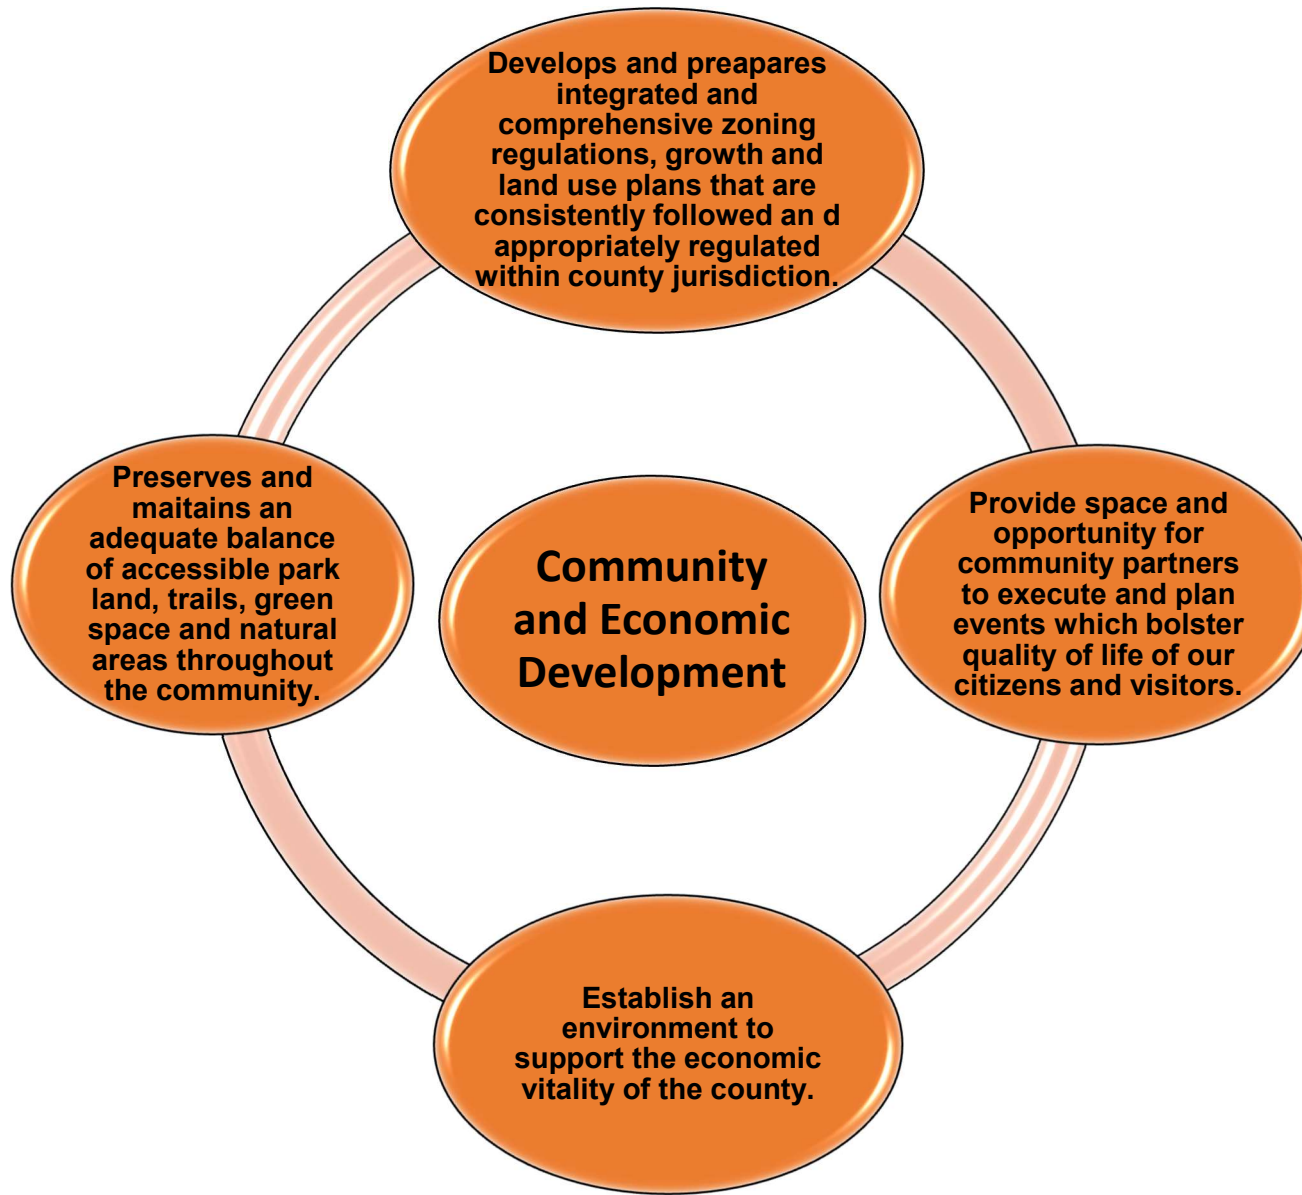 Develops and preapares
integrated and
comprehensive zoning
regulations, growth and
land use plans that are
consistently followed an d
appropriately regulated
within county jurisdiction.
Preserves and
maitains an
adequate balance
of accessible park
land, trails, green
space and natural
areas throughout
the community.
Community
and Economic
Development
Provide space and
opportunity for
community partners
to execute and plan
events which bolster
quality of life of our
citizens and visitors.
Establish an
environment to
support the economic
vitality of the county.